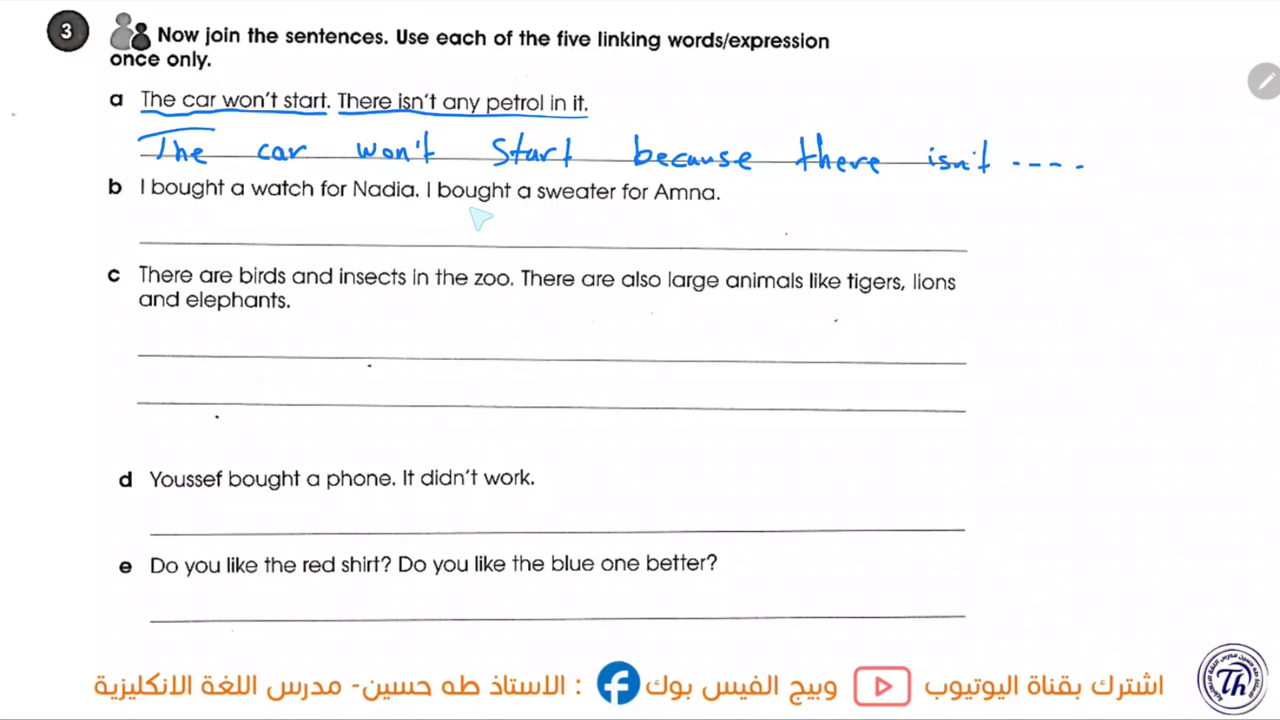 3 Now join the sentences. Use each of the five linking words/expression
once only.
a The car won't start. There isn't any petrol in it.
The car won't start because there isn't ----.
b I bought a watch for Nadia. I bought a sweater for Amna.
c There are birds and insects in the zoo. There are also large animals like tigers, lions
and elephants.
d Youssef bought a phone. It didn't work.
e Do you like the red shirt? Do you like the blue one better?
اشترك بقناة اليوتيوب وبيج الفيس بوك : الاستاذ طه حسين- مدرس اللغة الانكليزية
Th